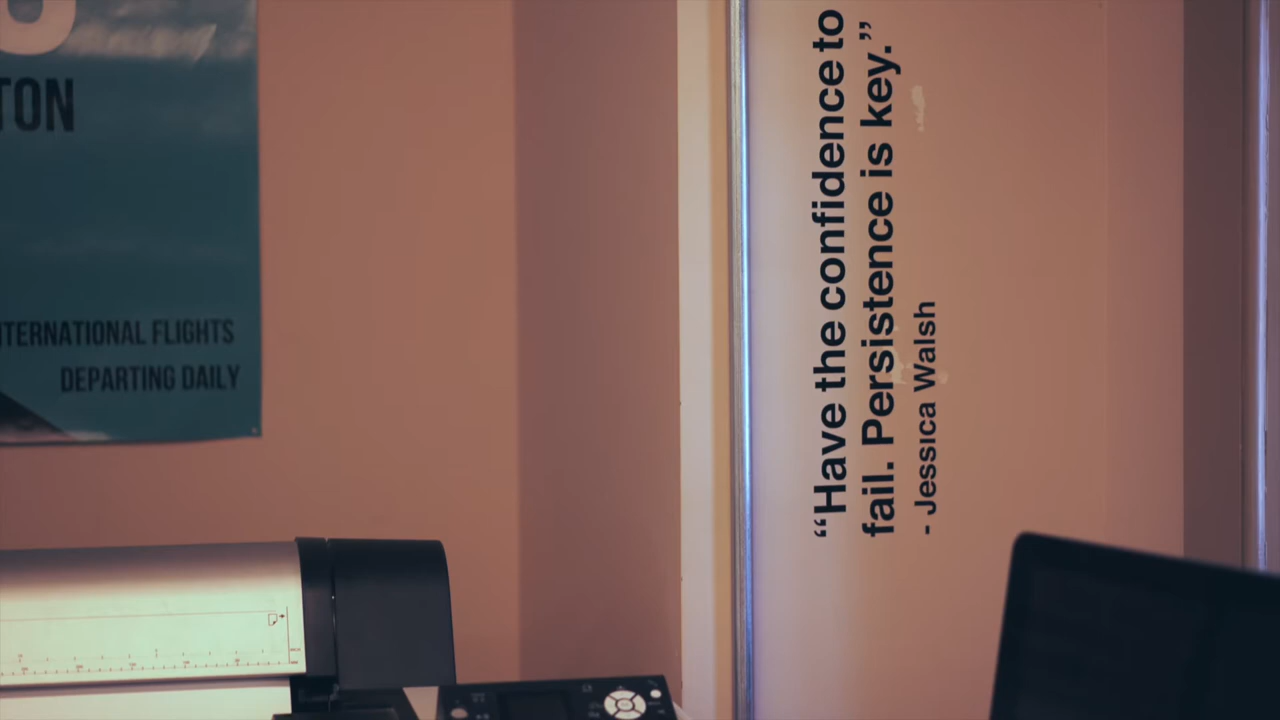 TON
INTERNATIONAL FLIGHTS
DEPARTING DAILY
“Have the confidence to
fail. Persistence is key.”
- Jessica Walsh